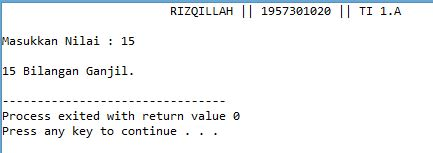 RIZQILLAH || 1957301020 || TI 1.A
Masukkan Nilai : 15
15 Bilangan Ganjil.
--------------------------------
Process exited with return value 0
Press any key to continue . . .